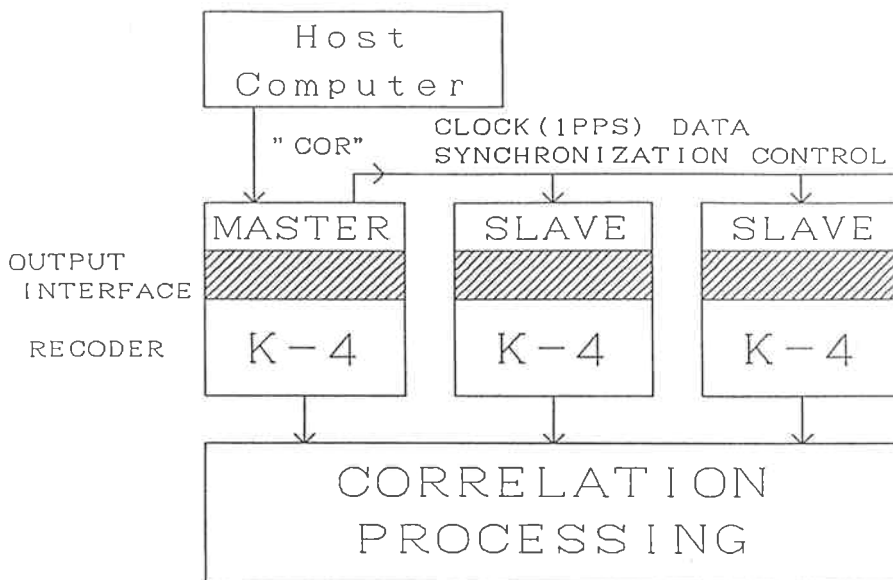 Host
Computer
"COR"
CLOCK(1PPS) DATA
SYNCHRONIZATION CONTROL
MASTER
SLAVE
SLAVE
OUTPUT
INTERFACE
RECODER
K-4
K-4
K-4
CORRELATION
PROCESSING